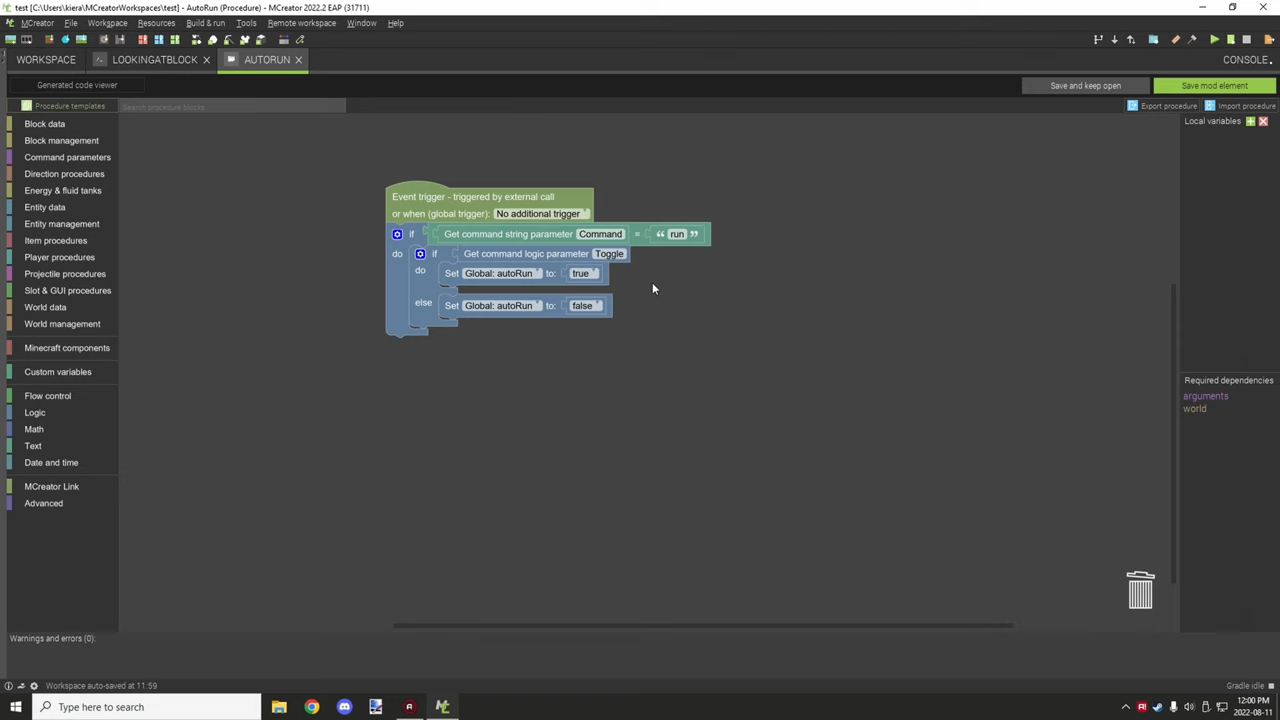 test [C:\Users\kiera\MCreatorWorkspaces\test] - AutoRun (Procedure) - MCreator 2022.2 EAP (31711)
MCreator File Workspace Resources Build & run Tools Remote workspace Window Help
WORKSPACE LOOKINGATBLOCK AUTORUN CONSOLE
Generated code viewer Save and keep open Save mod element
Procedure templates Search procedure blocks Export procedure Import procedure
Block data
Block management
Command parameters
Direction procedures
Energy & fluid tanks
Entity data
Entity management
Item procedures
Player procedures
Projectile procedures
Slot & GUI procedures
World data
World management
Minecraft components
Custom variables
Flow control
Logic
Math
Text
Date and time
MCreator Link
Advanced
Event trigger - triggered by external call
or when (global trigger): No additional trigger
if Get command string parameter Command = “ run ”
do if Get command logic parameter Toggle
do Set Global: autoRun to: true
else Set Global: autoRun to: false
Local variables
Required dependencies
arguments
world
Warnings and errors (0):
Workspace auto-saved at 11:59 Gradle idle
Type here to search
12:00 PM
2022-08-11